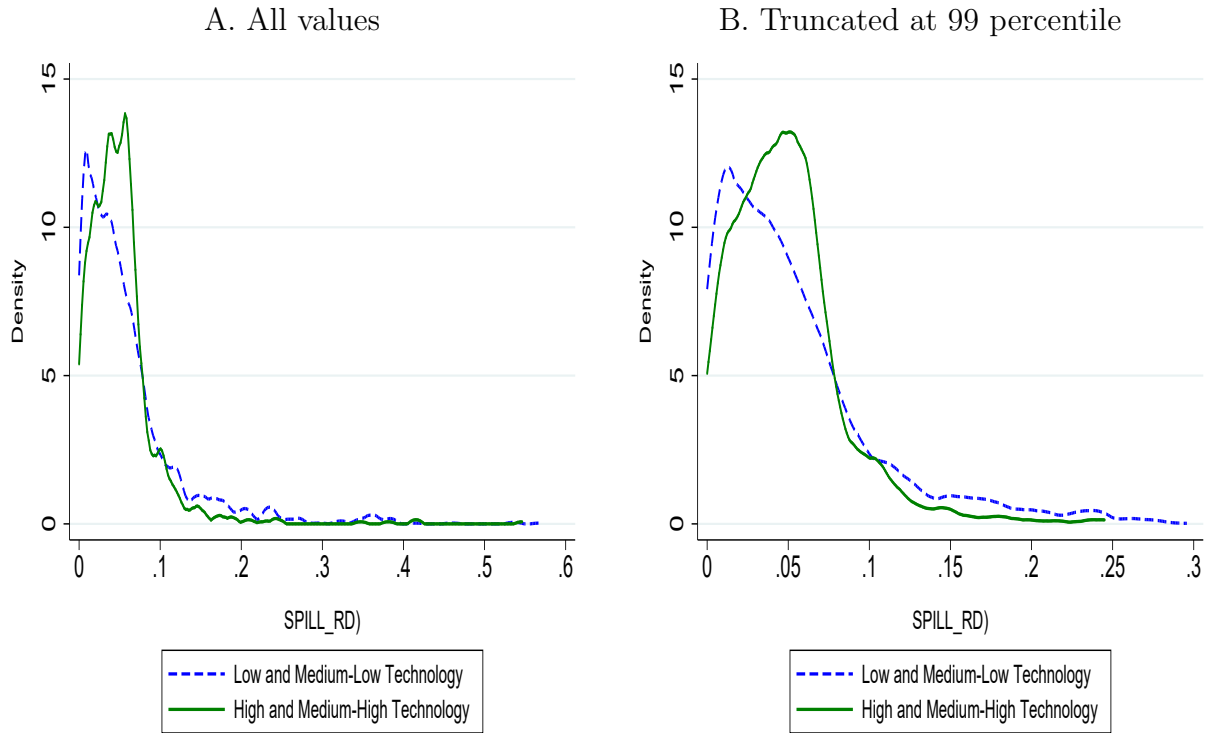 A. All values
Density
15
10
5
0
0 .1 .2 .3 .4 .5 .6
SPILL_RD)
Low and Medium-Low Technology
High and Medium-High Technology
B. Truncated at 99 percentile
Density
15
10
5
0
0 .05 .1 .15 .2 .25 .3
SPILL_RD)
Low and Medium-Low Technology
High and Medium-High Technology